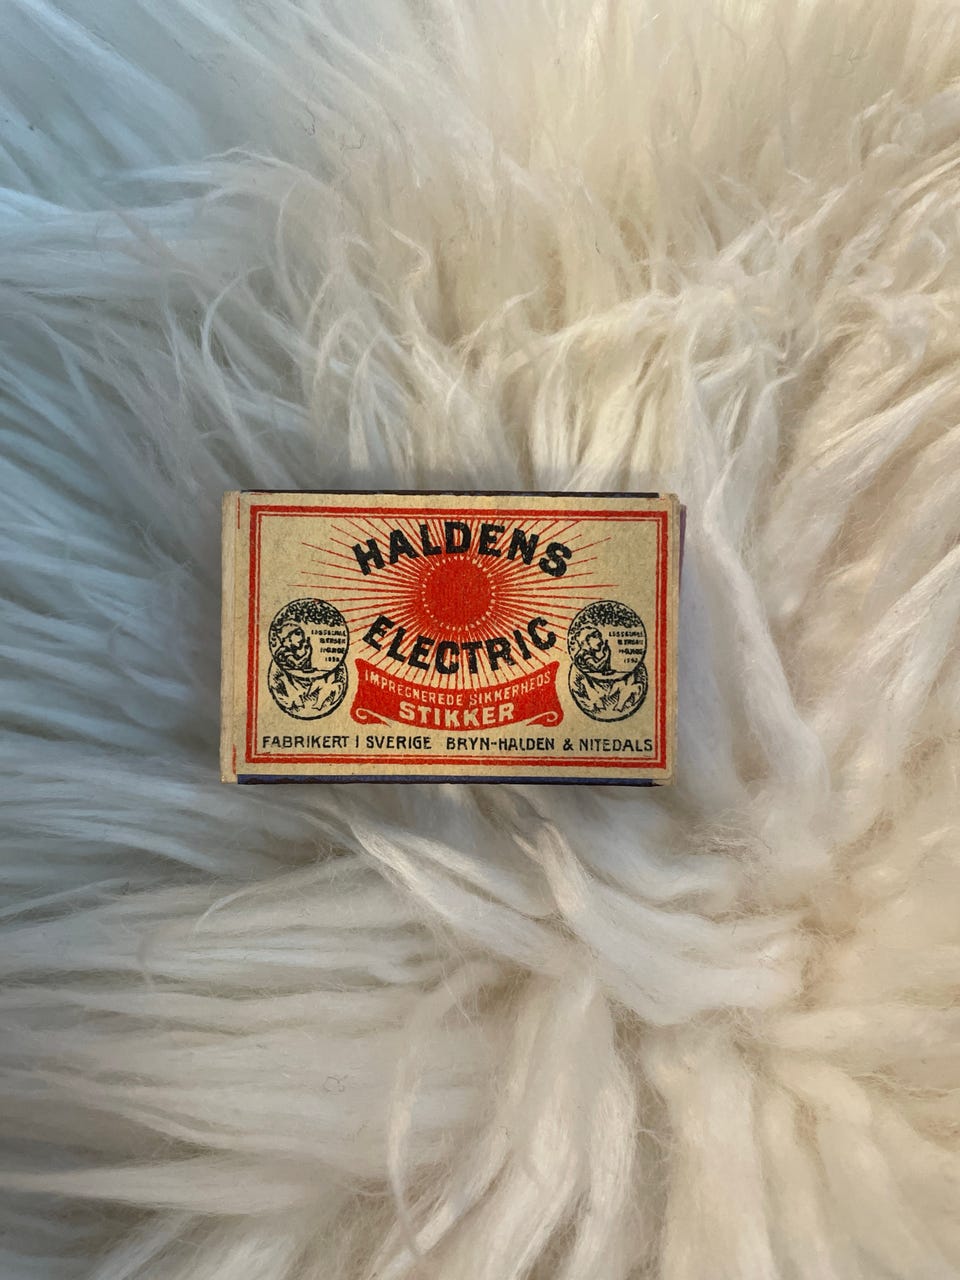 HALDENS
ELECTRIC
IMPREGNEREDE SIKKERHEDS
STIKKER
FABRIKERT I SVERIGE BRYN-HALDEN & NITEDALS